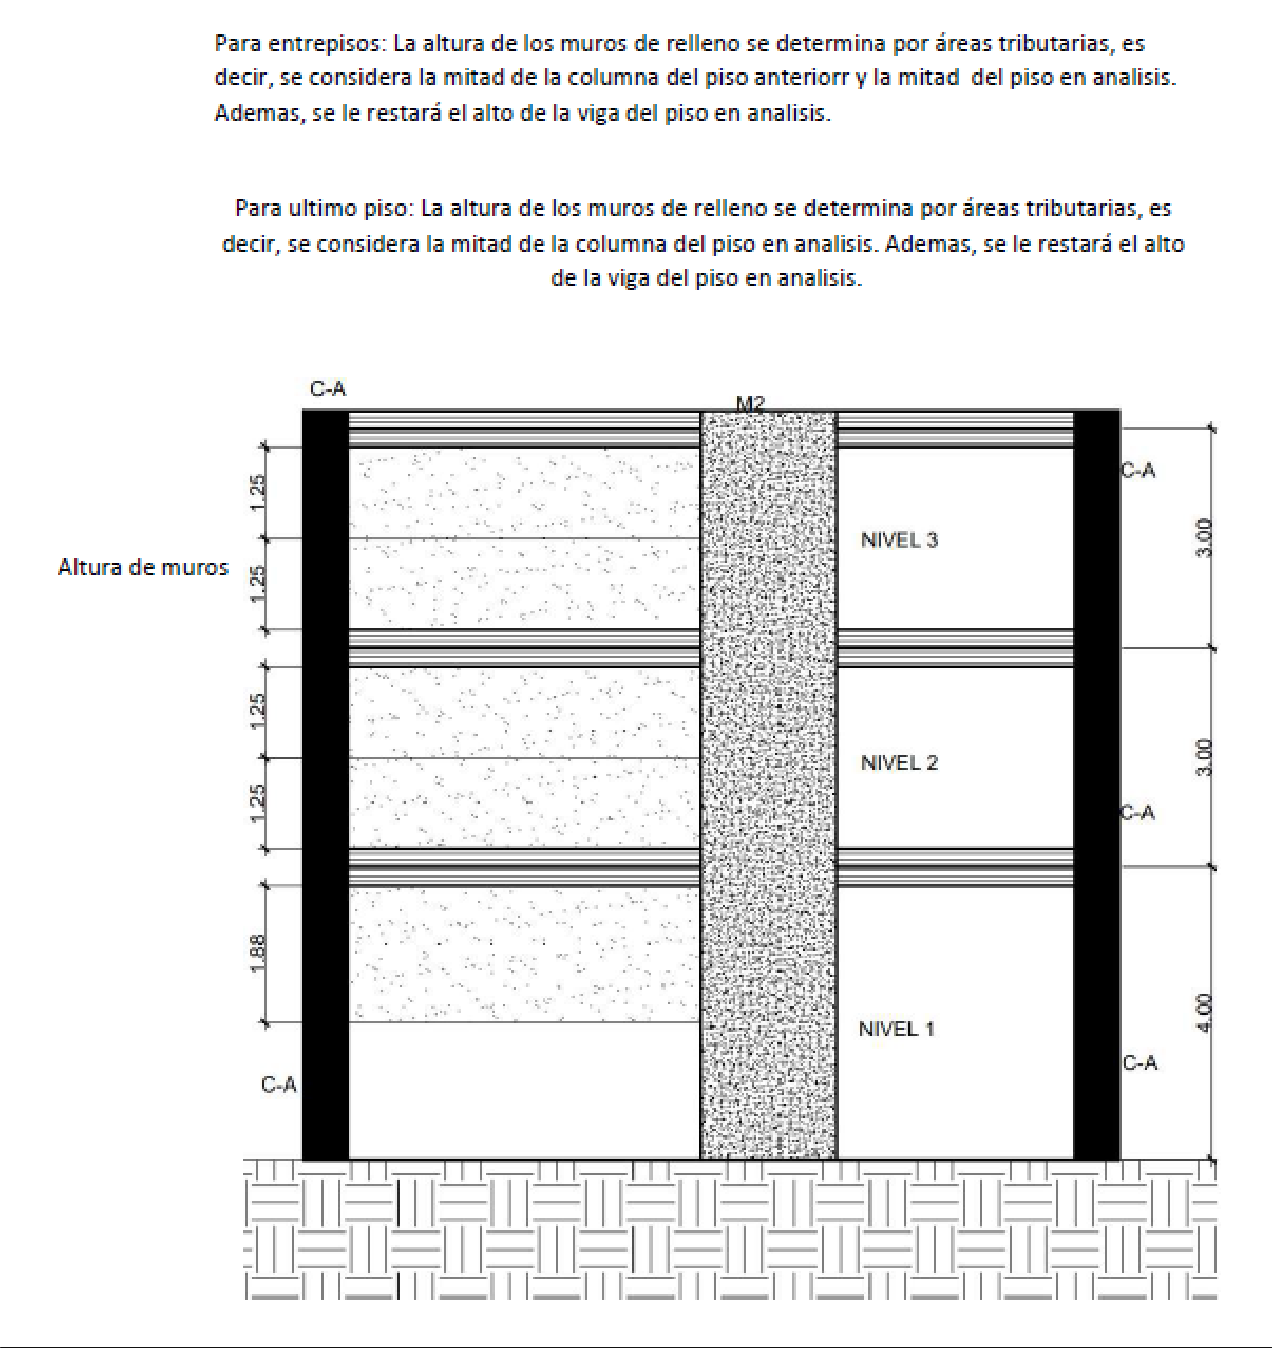 Para entrepisos: La altura de los muros de relleno se determina por áreas tributarias, es
decir, se considera la mitad de la columna del piso anteriorr y la mitad del piso en analisis.
Ademas, se le restará el alto de la viga del piso en analisis.
Para ultimo piso: La altura de los muros de relleno se determina por áreas tributarias, es
decir, se considera la mitad de la columna del piso en analisis. Ademas, se le restará el alto
de la viga del piso en analisis.
C-A
M2
C-A
1.25
NIVEL 3
3.00
Altura de muros
1.25
1.25
NIVEL 2
3.00
1.25
C-A
1.88
4.00
NIVEL 1
C-A
C-A